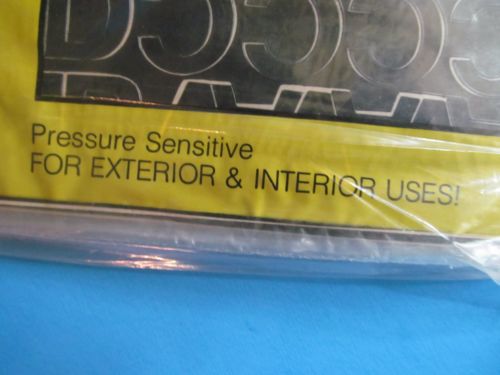 Pressure Sensitive
FOR EXTERIOR & INTERIOR USES!